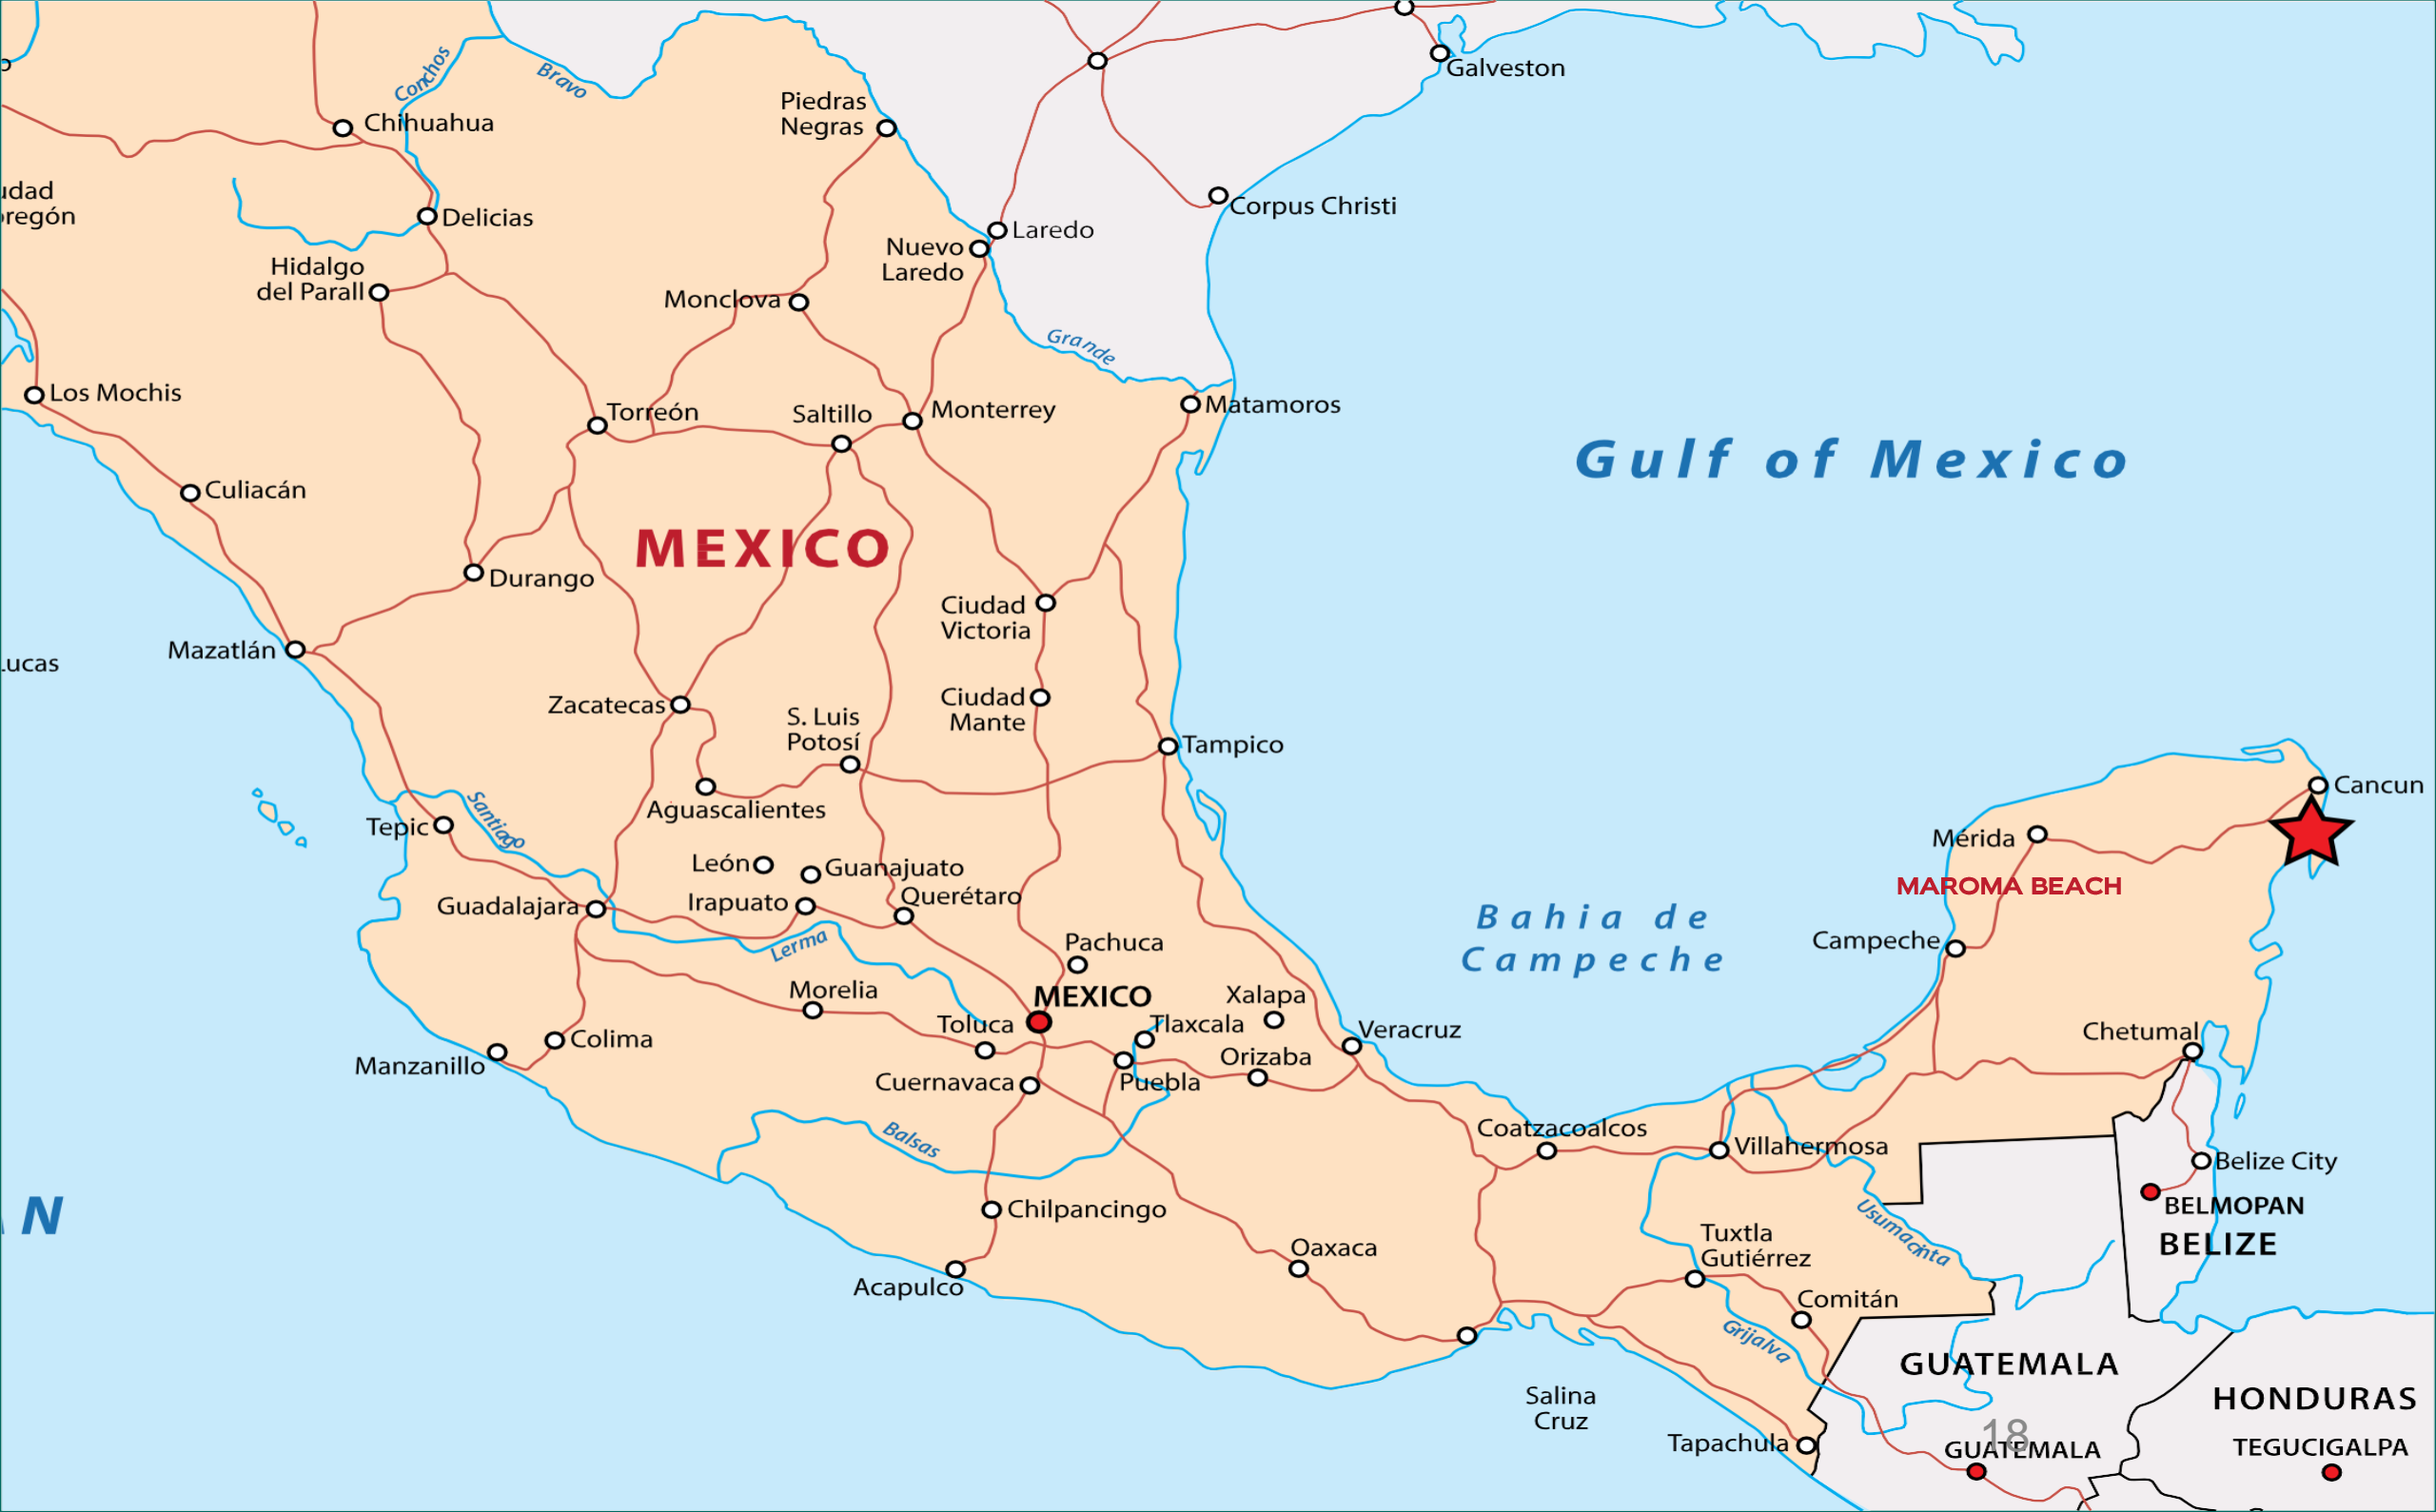 Conchos
Bravo
Galveston
Piedras
Negras
Chihuahua
udad
regón
Delicias
Corpus Christi
Laredo
Nuevo
Laredo
Hidalgo
del Parall
Monclova
Grande
Los Mochis
Torreón
Saltillo
Monterrey
Matamoros
Gulf of Mexico
Culiacán
MEXICO
Durango
Ciudad
Victoria
Mazatlán
Lucas
Zacatecas
Ciudad
Mante
S. Luis
Potosí
Tampico
Cancun
Santiago
Aguascalientes
Tepic
Mérida
León
Guanajuato
MAROMA BEACH
Irapuato
Querétaro
Guadalajara
Bahia de
Campeche
Lerma
Pachuca
Campeche
Morelia
MEXICO
Xalapa
Toluca
Tlaxcala
Veracruz
Chetumal
Colima
Orizaba
Manzanillo
Cuernavaca
Puebla
Balsas
Coatzacoalcos
Villahermosa
Belize City
BELMOPAN
Usumacinta
BELIZE
N
Chilpancingo
Tuxtla
Gutiérrez
Oaxaca
Acapulco
Comitán
Grijalva
GUATEMALA
Salina
Cruz
HONDURAS
18
Tapachula
GUATEMALA
TEGUCIGALPA